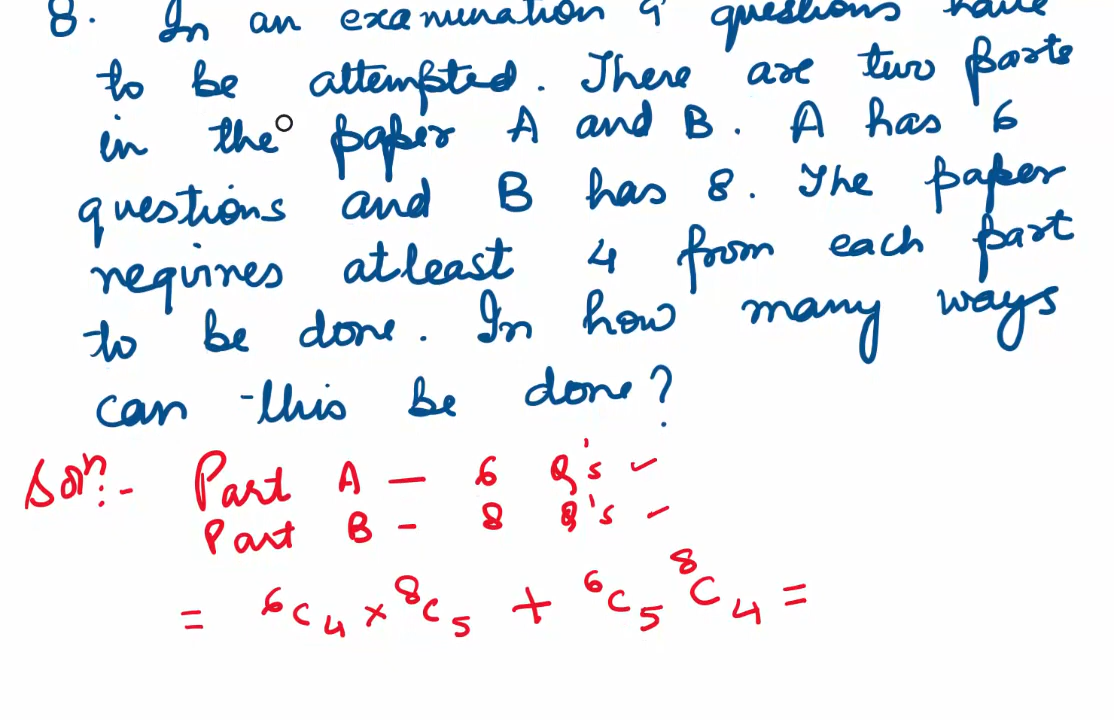 8. In an examination 9 questions have
to be attempted. There are two parts
in the paper A and B. A has 6
questions and B has 8. The paper
requires atleast 4 from each part
to be done. In how many ways
can this be done?
Soln:- Part A — 6 Q's ✓
Part B - 8 Q's -
= ⁶C₄ × ⁸C₅ + ⁶C₅ ⁸C₄ =